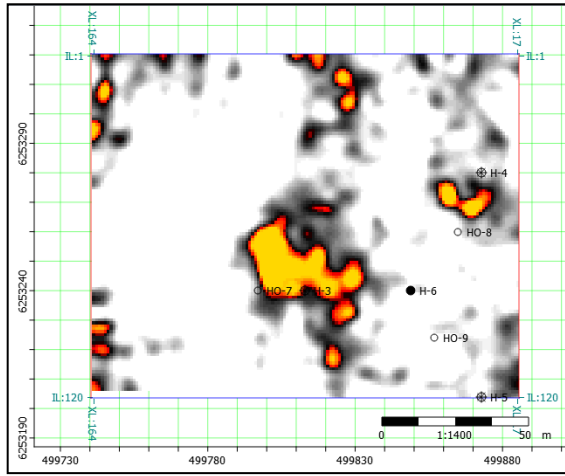 XL:164
XL:17
IL:1
IL:1
6253290
H-4
HO-8
6253240
HO-7
H-3
H-6
HO-9
IL:120
IL:120
H-5
XL:164
6253190
0
1:1400
50 m
499730
499780
499830
499880